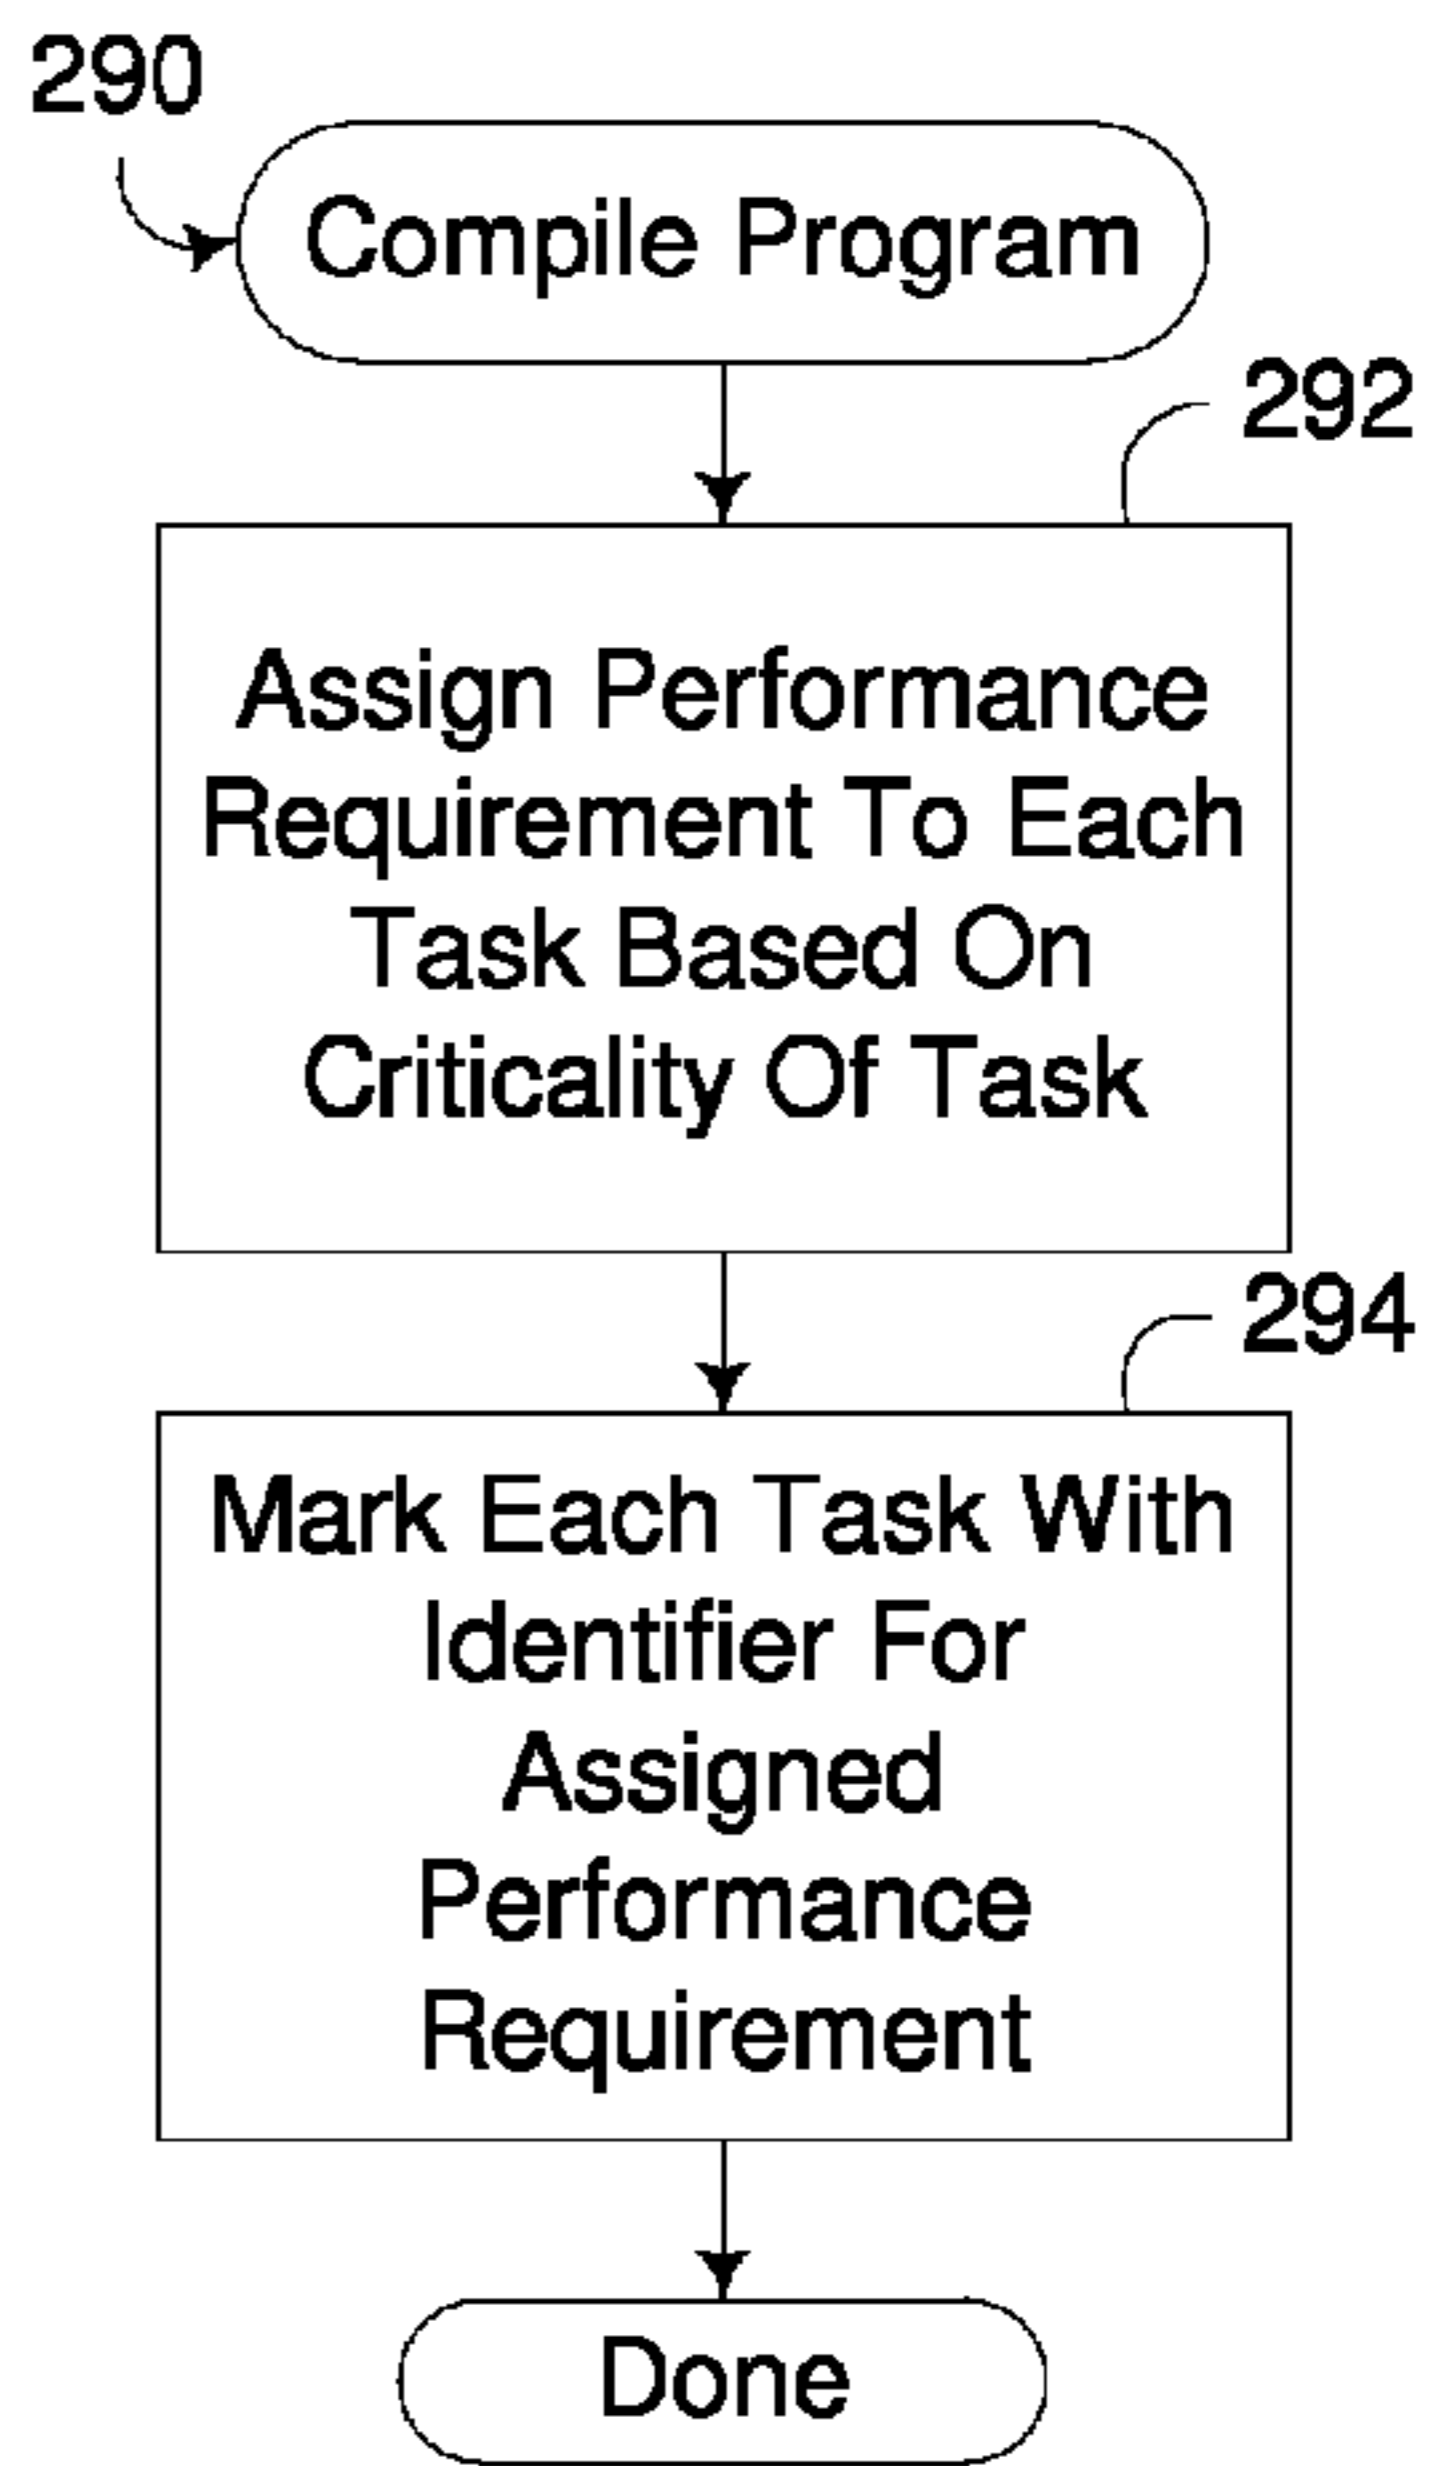 290
Compile Program
292
Assign Performance
Requirement To Each
Task Based On
Criticality Of Task
294
Mark Each Task With
Identifier For
Assigned
Performance
Requirement
Done